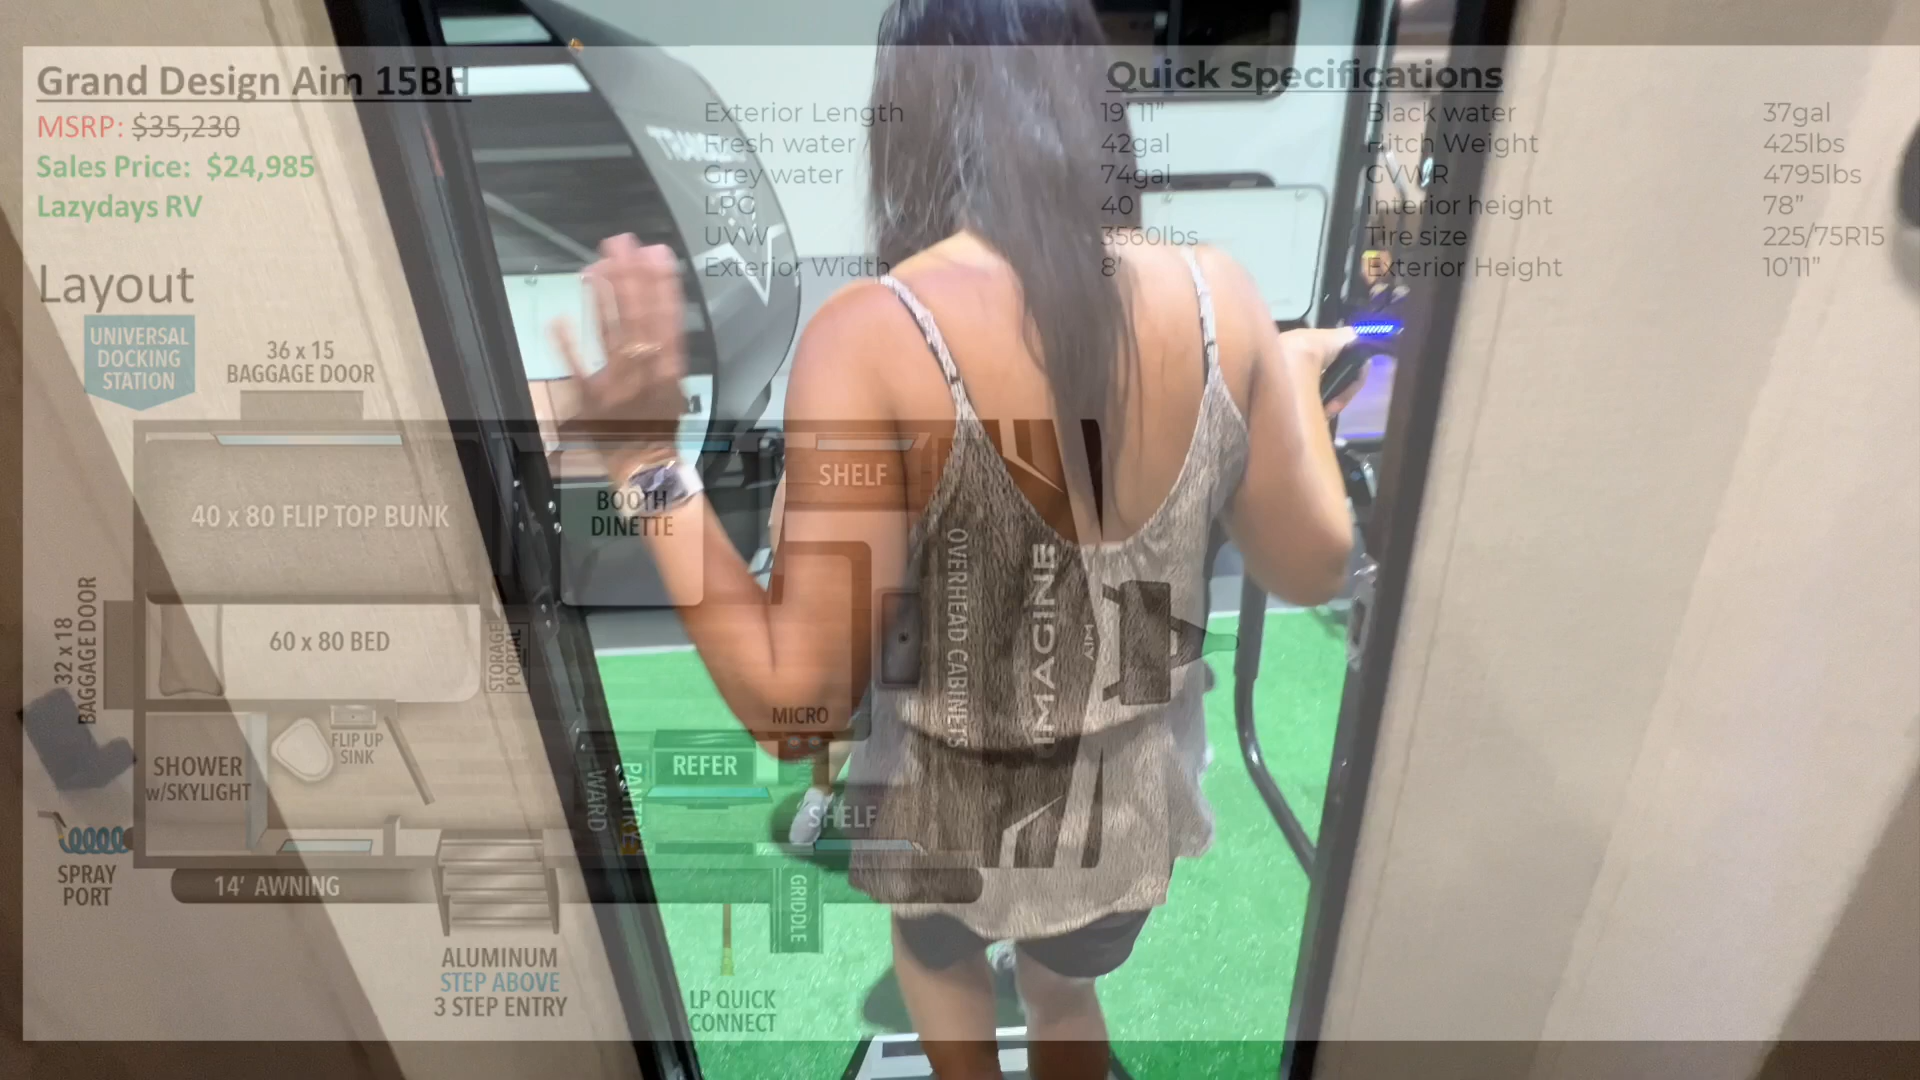 Grand Design Aim 15BH
MSRP: $35,230
Sales Price: $24,985
Lazydays RV
Quick Specifications
Exterior Length 19' 11" Black water 37gal
Fresh water 42gal Hitch Weight 425lbs
Grey water 74gal GVWR 4795lbs
LPG 40 Interior height 78"
UVW 3560lbs Tire size 225/75R15
Exterior Width 8' Exterior Height 10'11"
Layout
UNIVERSAL
DOCKING
STATION
36 x 15
BAGGAGE DOOR
40 x 80 FLIP TOP BUNK
BOOTH
DINETTE
SHELF
32 x 18
BAGGAGE DOOR
60 x 80 BED
STORAGE
PORTAL
OVERHEAD CABINETS
IMAGINE
AIM
MICRO
FLIP UP
SINK
SHOWER
w/SKYLIGHT
WARD
PANTRY
REFER
SHELF
SPRAY
PORT
14' AWNING
GRIDDLE
ALUMINUM
STEP ABOVE
3 STEP ENTRY
LP QUICK
CONNECT